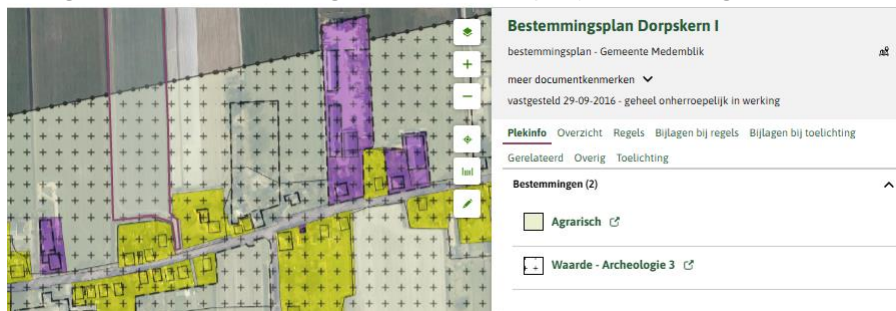 Bestemmingsplan Dorpskern I
bestemmingsplan - Gemeente Medemblik
meer documentkenmerken
vastgesteld 29-09-2016 - geheel onherroepelijk in werking
Plekinfo Overzicht Regels Bijlagen bij regels Bijlagen bij toelichting
Gerelateerd Overig Toelichting
Bestemmingen (2)
Agrarisch
Waarde - Archeologie 3